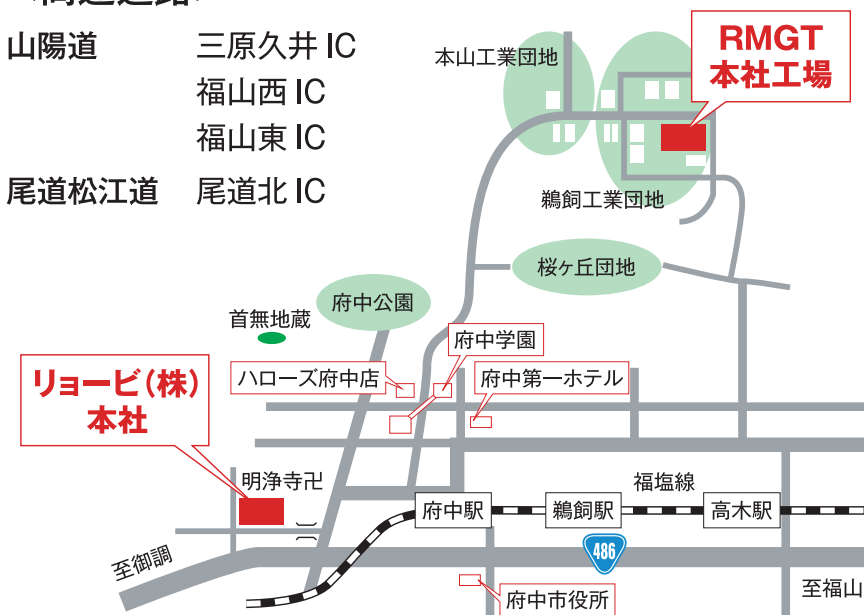 山陽道 三原久井 IC
福山西 IC
福山東 IC
尾道松江道 尾道北 IC
本山工業団地
RMGT
本社工場
鵜飼工業団地
桜ヶ丘団地
府中公園
首無地蔵
府中学園
ハローズ府中店
府中第一ホテル
リョービ(株)
本社
明浄寺卍
福塩線
府中駅
鵜飼駅
高木駅
486
至御調
至福山
府中市役所